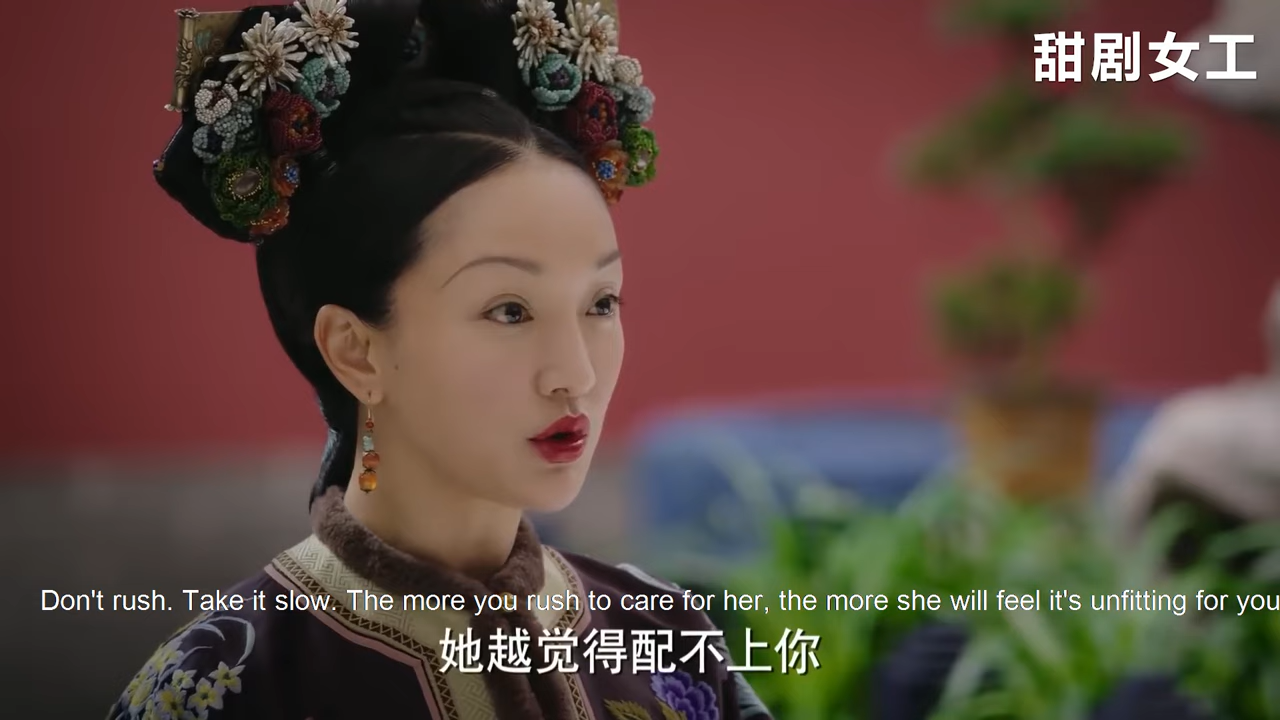 甜剧女工
Don't rush. Take it slow. The more you rush to care for her, the more she will feel it's unfitting for you
她越觉得配不上你